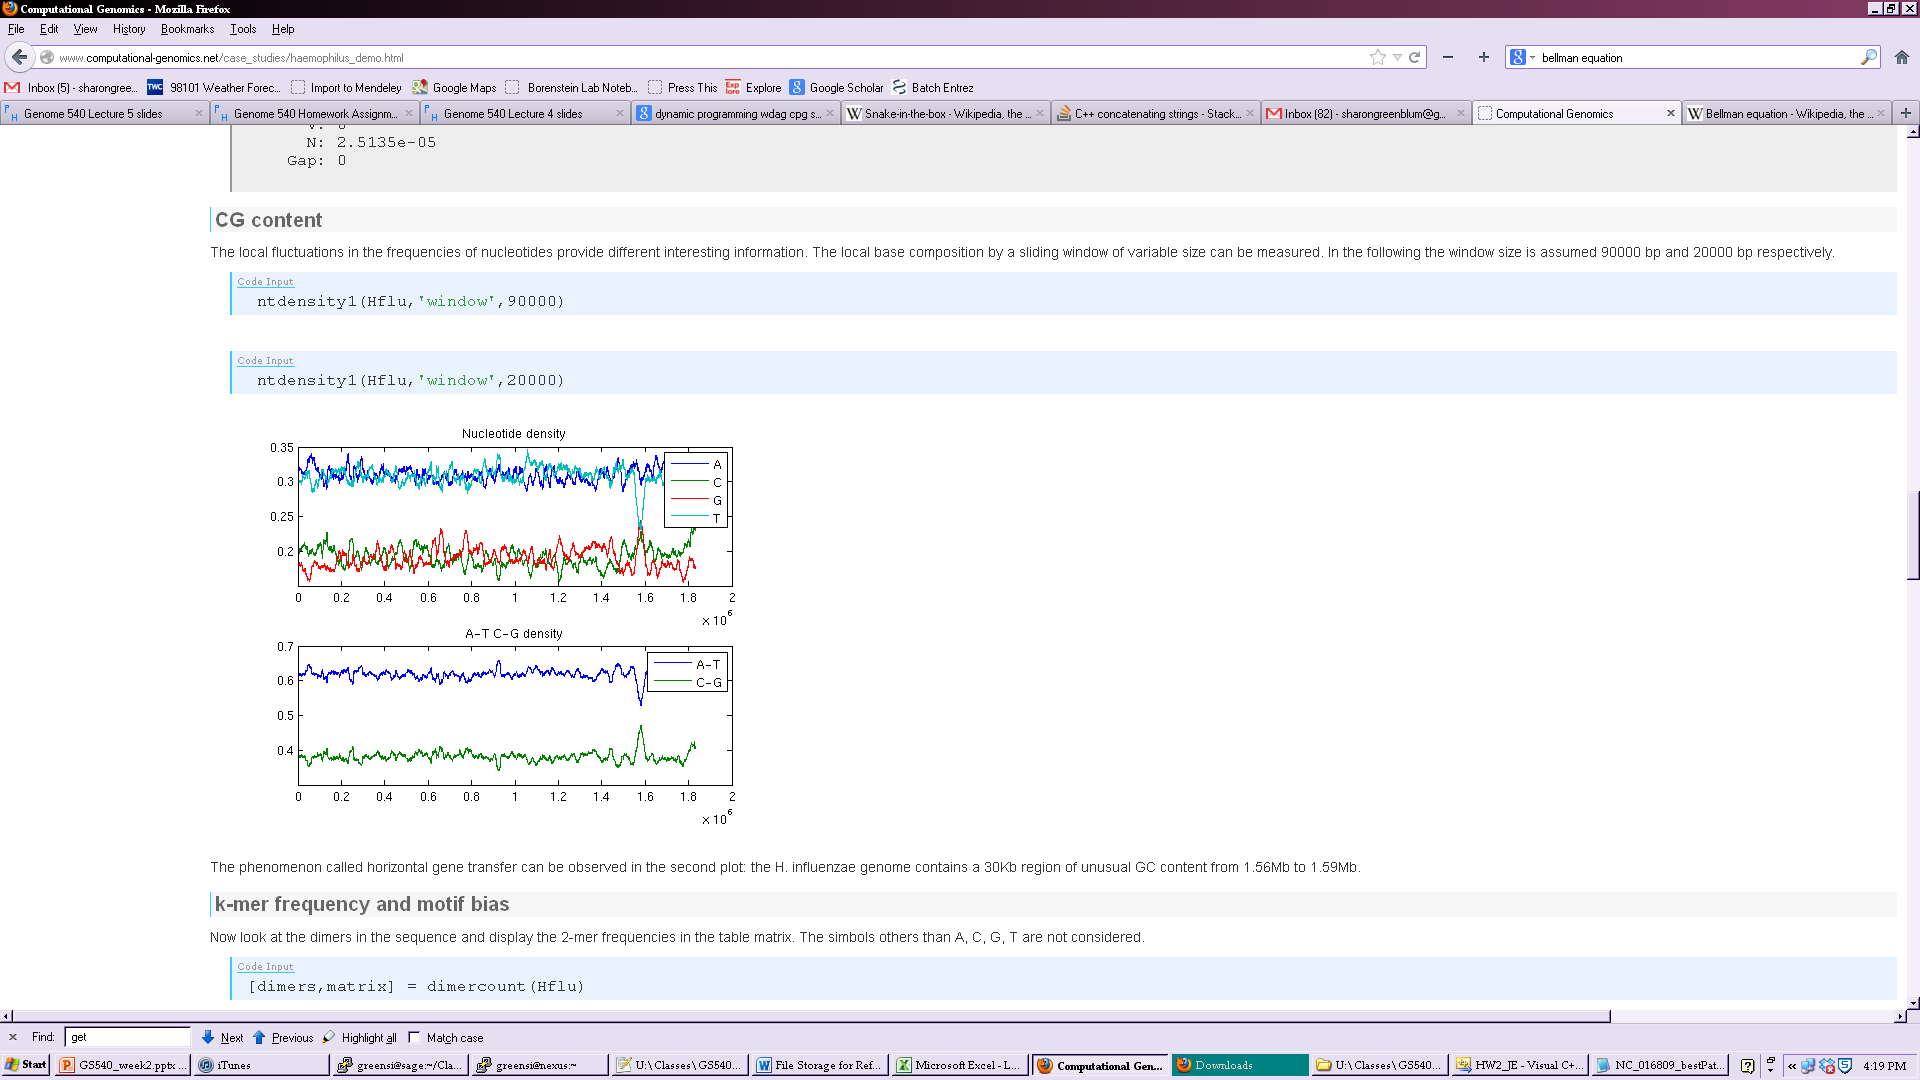 Computational Genomics - Mozilla Firefox
File Edit View History Bookmarks Tools Help
www.computational-genomics.net/case_studies/haemophilus_demo.html
bellman equation
Inbox (5) - sharongree... 98101 Weather Forec... Import to Mendeley Google Maps Borenstein Lab Noteb... Press This Explore Google Scholar Batch Entrez
Genome 540 Lecture 5 slides Genome 540 Homework Assignm... Genome 540 Lecture 4 slides dynamic programming wdag cpg s... Snake-in-the-box - Wikipedia, the ... C++ concatenating strings - Stack... Inbox (82) - sharongreenblum@g... Computational Genomics Bellman equation - Wikipedia, the ...
N: 2.5135e-05
Gap: 0
CG content
The local fluctuations in the frequencies of nucleotides provide different interesting information. The local base composition by a sliding window of variable size can be measured. In the following the window size is assumed 90000 bp and 20000 bp respectively.
Code Input
ntdensity1(Hflu,'window',90000)
Code Input
ntdensity1(Hflu,'window',20000)
Nucleotide density
0.35
0.3
0.25
0.2
A
C
G
T
0 0.2 0.4 0.6 0.8 1 1.2 1.4 1.6 1.8 2
x 10^6
A-T C-G density
0.7
0.6
0.5
0.4
A-T
C-G
0 0.2 0.4 0.6 0.8 1 1.2 1.4 1.6 1.8 2
x 10^6
The phenomenon called horizontal gene transfer can be observed in the second plot: the H. influenzae genome contains a 30Kb region of unusual GC content from 1.56Mb to 1.59Mb.
k-mer frequency and motif bias
Now look at the dimers in the sequence and display the 2-mer frequencies in the table matrix. The simbols others than A, C, G, T are not considered.
Code Input
[dimers,matrix] = dimercount(Hflu)
Find: get Next Previous Highlight all Match case
Start GS540_week2.pptx ... iTunes greensi@sage:~/Cla... greensi@nexus:~ U:\Classes\GS540... File Storage for Ref... Microsoft Excel - L... Computational Gen... Downloads U:\Classes\GS540... HW2_JE - Visual C+... NC_016809_bestPat... 4:19 PM